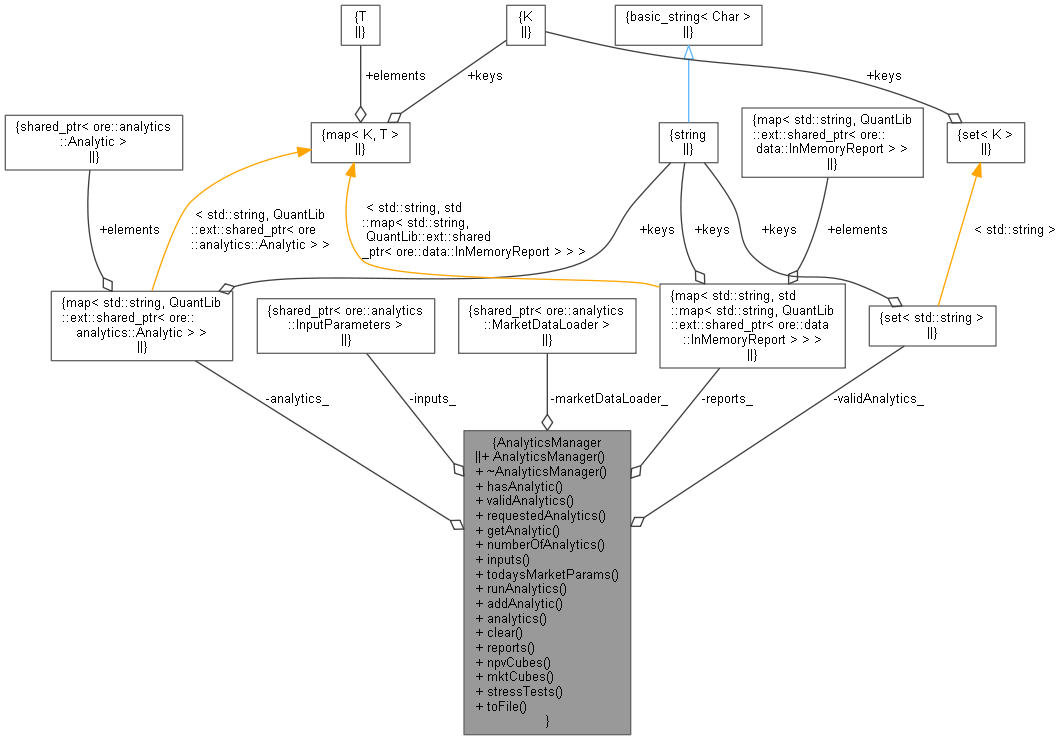 {T
||}
{K
||}
{basic_string< Char >
||}
+elements
+keys
+keys
{shared_ptr< ore::analytics
::Analytic >
||}
{map< K, T >
||}
{string
||}
{map< std::string, QuantLib
::ext::shared_ptr< ore::
data::InMemoryReport > >
||}
{set< K >
||}
+elements
< std::string, QuantLib
::ext::shared_ptr< ore
::analytics::Analytic > >
< std::string, std
::map< std::string,
QuantLib::ext::shared
_ptr< ore::data::InMemoryReport > > >
+keys
+keys
+keys
+elements
< std::string >
{map< std::string, QuantLib
::ext::shared_ptr< ore::
analytics::Analytic > >
||}
{shared_ptr< ore::analytics
::InputParameters >
||}
{shared_ptr< ore::analytics
::MarketDataLoader >
||}
{map< std::string, std
::map< std::string, QuantLib
::ext::shared_ptr< ore::data
::InMemoryReport > > >
||}
{set< std::string >
||}
-analytics_
-inputs_
-marketDataLoader_
-reports_
-validAnalytics_
{AnalyticsManager
||+ AnalyticsManager()
+ ~AnalyticsManager()
+ hasAnalytic()
+ validAnalytics()
+ requestedAnalytics()
+ getAnalytic()
+ numberOfAnalytics()
+ inputs()
+ todaysMarketParams()
+ runAnalytics()
+ addAnalytic()
+ analytics()
+ clear()
+ reports()
+ npvCubes()
+ mktCubes()
+ stressTests()
+ toFile()
}